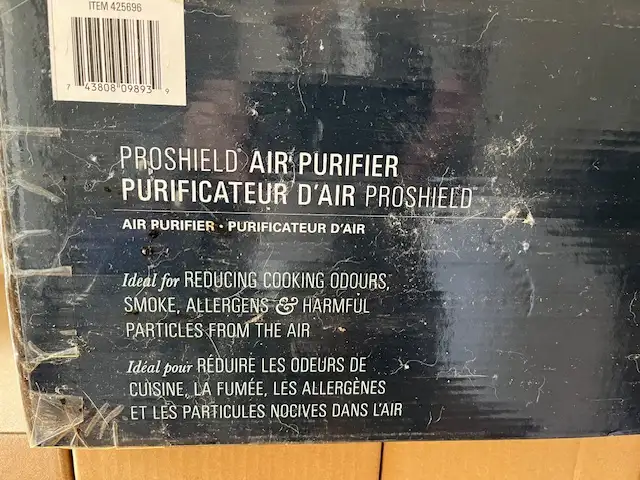 ITEM 425696
7 43808 09893 9
PROSHIELD AIR PURIFIER
PURIFICATEUR D'AIR PROSHIELD
AIR PURIFIER • PURIFICATEUR D'AIR
Ideal for REDUCING COOKING ODOURS,
SMOKE, ALLERGENS & HARMFUL
PARTICLES FROM THE AIR
Idéal pour RÉDUIRE LES ODEURS DE
CUISINE, LA FUMÉE, LES ALLERGÈNES
ET LES PARTICULES NOCIVES DANS L'AIR